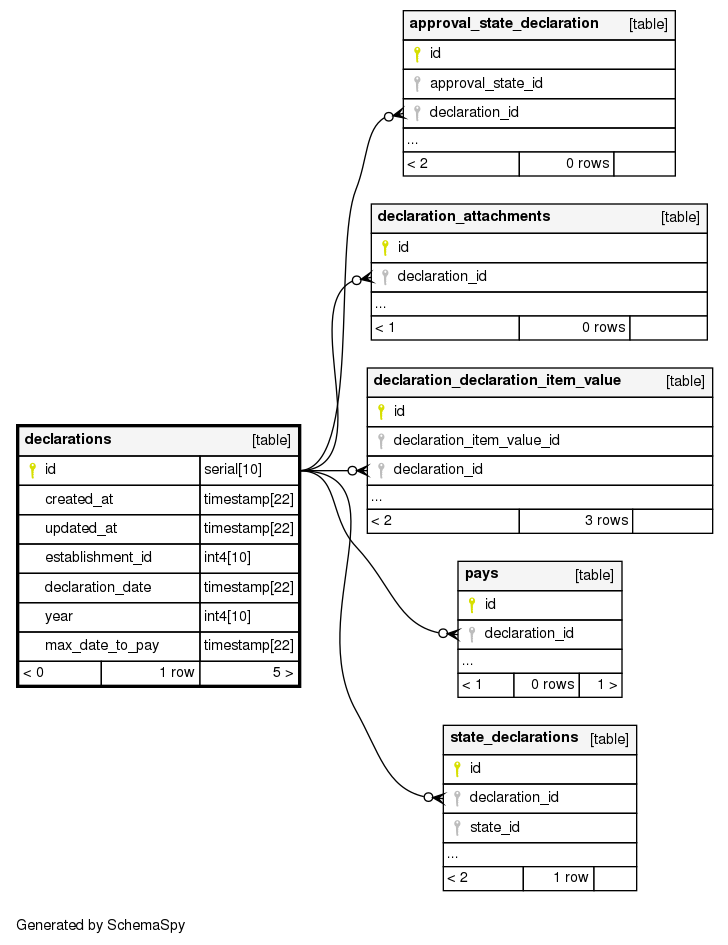 approval_state_declaration [table]
id
approval_state_id
declaration_id
...
< 2 0 rows
declaration_attachments [table]
id
declaration_id
...
< 1 0 rows
declaration_declaration_item_value [table]
id
declaration_item_value_id
declaration_id
...
< 2 3 rows
declarations [table]
id serial[10]
created_at timestamp[22]
updated_at timestamp[22]
establishment_id int4[10]
declaration_date timestamp[22]
year int4[10]
max_date_to_pay timestamp[22]
< 0 1 row 5 >
pays [table]
id
declaration_id
...
< 1 0 rows 1 >
state_declarations [table]
id
declaration_id
state_id
...
< 2 1 row
Generated by SchemaSpy